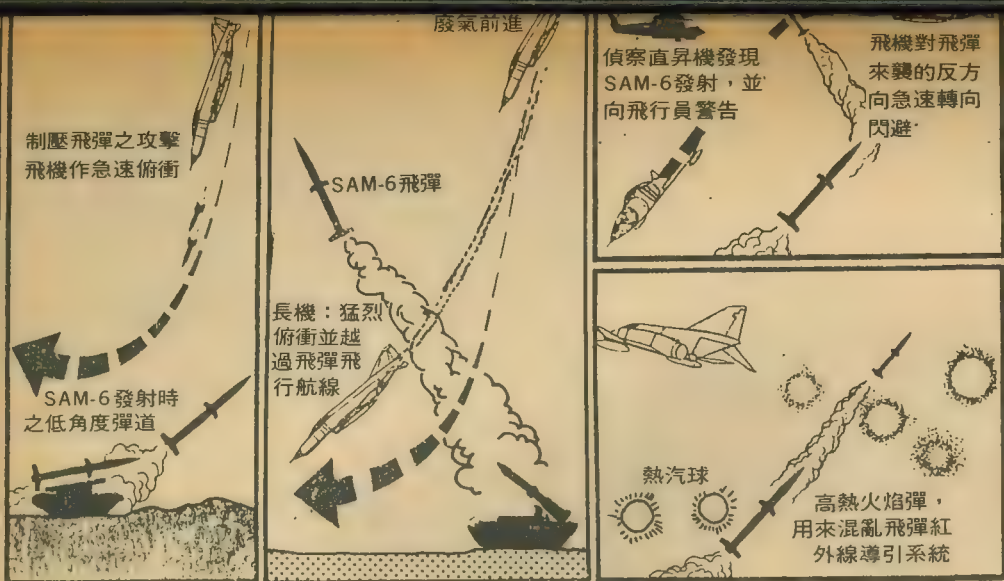 制壓飛彈之攻擊
飛機作急速俯衝
SAM-6發射時
之低角度彈道
廢氣前進
SAM-6飛彈
長機：猛烈
俯衝並越
過飛彈飛
行航線
偵察直昇機發現
SAM-6發射，並
向飛行員警告
飛機對飛彈
來襲的反方
向急速轉向
閃避
熱汽球
高熱火焰彈，
用來混亂飛彈紅
外線導引系統